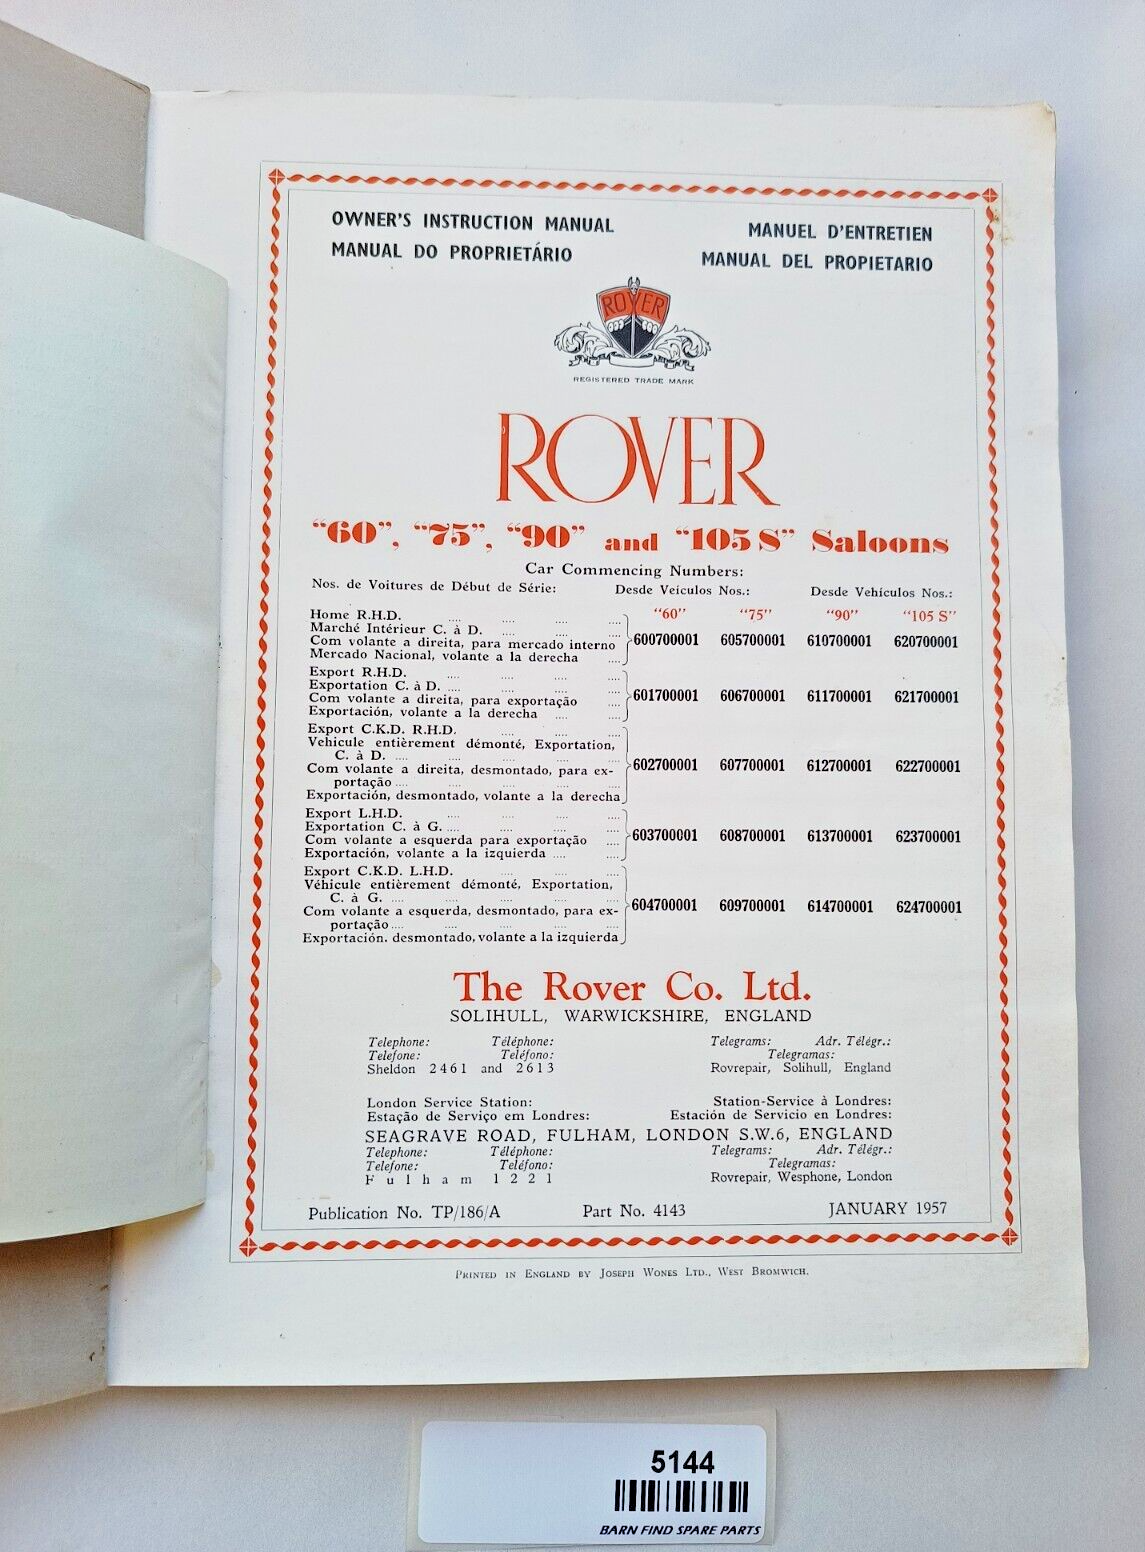 OWNER'S INSTRUCTION MANUAL MANUEL D'ENTRETIEN
MANUAL DO PROPRIETÁRIO MANUAL DEL PROPIETARIO
ROVER
REGISTERED TRADE MARK
ROVER
"60", "75", "90" and "105 S" Saloons
Car Commencing Numbers:
Nos. de Voitures de Début de Série: Desde Veículos Nos.: Desde Vehículos Nos.:
"60" "75" "90" "105 S"
Home R.H.D. .... .... .... ....
Marché Intérieur C. à D. .... .... ....
Com volante a direita, para mercado interno
Mercado Nacional, volante a la derecha ....
600700001 605700001 610700001 620700001
Export R.H.D. .... .... .... ....
Exportation C. à D. .... .... .... ....
Com volante a direita, para exportação ....
Exportación, volante a la derecha .... ....
601700001 606700001 611700001 621700001
Export C.K.D. R.H.D. .... .... ....
Vehicule entièrement démonté, Exportation,
C. à D. .... .... .... .... ....
Com volante a direita, desmontado, para ex-
portação .... .... .... .... ....
Exportación, desmontado, volante a la derecha
602700001 607700001 612700001 622700001
Export L.H.D. .... .... .... ....
Exportation C. à G. .... .... .... ....
Com volante a esquerda para exportação ....
Exportación, volante a la izquierda .... ....
603700001 608700001 613700001 623700001
Export C.K.D. L.H.D. .... .... ....
Véhicule entièrement démonté, Exportation,
C. à G. .... .... .... .... ....
Com volante a esquerda, desmontado, para ex-
portação .... .... .... .... ....
Exportación. desmontado, volante a la izquierda
604700001 609700001 614700001 624700001
The Rover Co. Ltd.
SOLIHULL, WARWICKSHIRE, ENGLAND
Telephone: Téléphone: Telegrams: Adr. Télégr.:
Telefone: Teléfono: Telegramas:
Sheldon 2461 and 2613 Rovrepair, Solihull, England
London Service Station: Station-Service à Londres:
Estação de Serviço em Londres: Estación de Servicio en Londres:
SEAGRAVE ROAD, FULHAM, LONDON S.W.6, ENGLAND
Telephone: Téléphone: Telegrams: Adr. Télégr.:
Telefone: Teléfono: Telegramas:
Fulham 1221 Rovrepair, Wesphone, London
Publication No. TP/186/A Part No. 4143 JANUARY 1957
PRINTED IN ENGLAND BY JOSEPH WONES LTD., WEST BROMWICH.
5144
BARN FIND SPARE PARTS